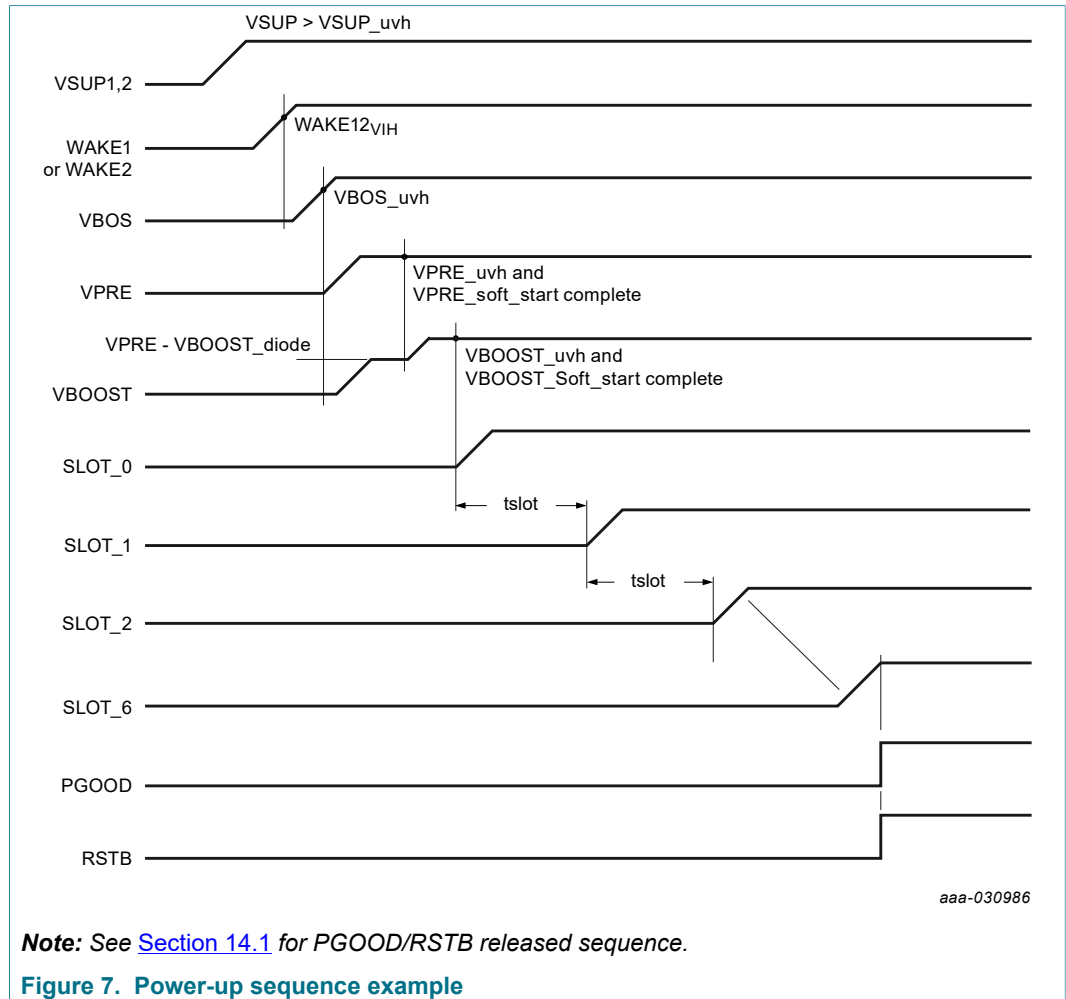 VSUP > VSUP_uvh
VSUP1,2
WAKE12VIH
WAKE1
or WAKE2
VBOS_uvh
VBOS
VPRE_uvh and
VPRE_soft_start complete
VPRE
VPRE - VBOOST_diode
VBOOST_uvh and
VBOOST_Soft_start complete
VBOOST
SLOT_0
tslot
SLOT_1
tslot
SLOT_2
SLOT_6
PGOOD
RSTB
aaa-030986
Note: See Section 14.1 for PGOOD/RSTB released sequence.
Figure 7. Power-up sequence example